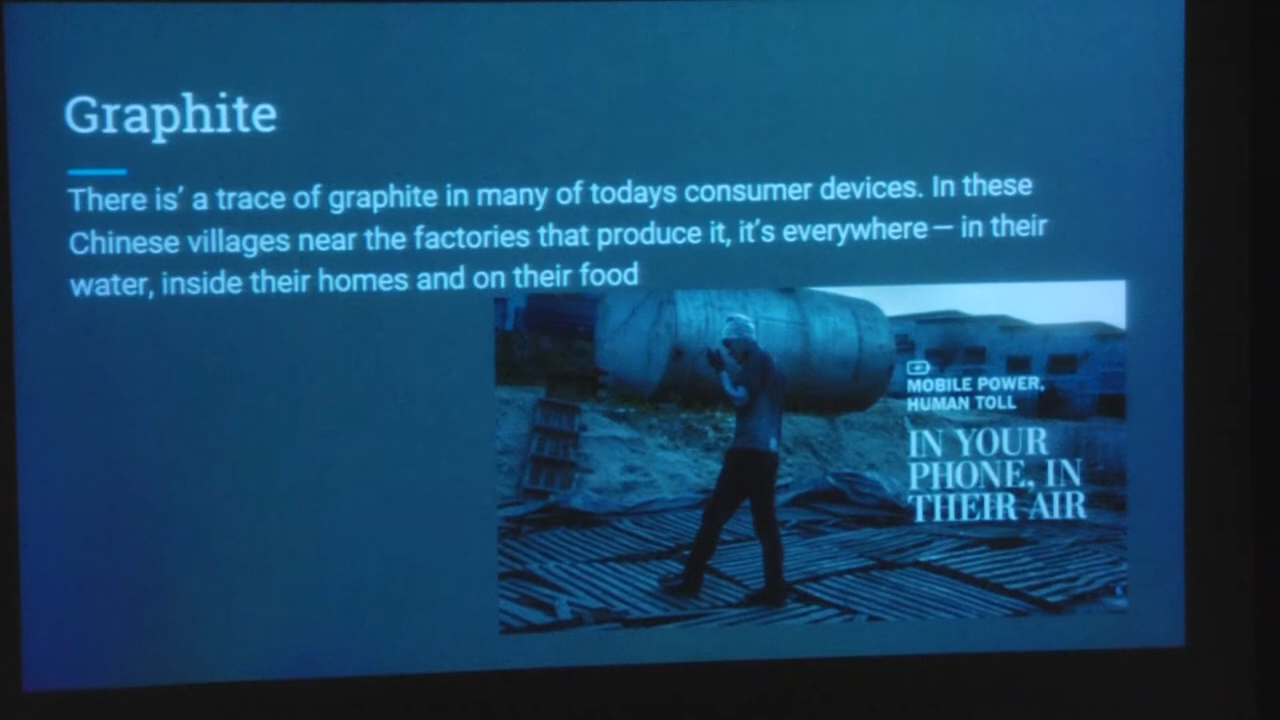 Graphite
There is' a trace of graphite in many of todays consumer devices. In these
Chinese villages near the factories that produce it, it's everywhere — in their
water, inside their homes and on their food
MOBILE POWER,
HUMAN TOLL
IN YOUR
PHONE, IN
THEIR AIR